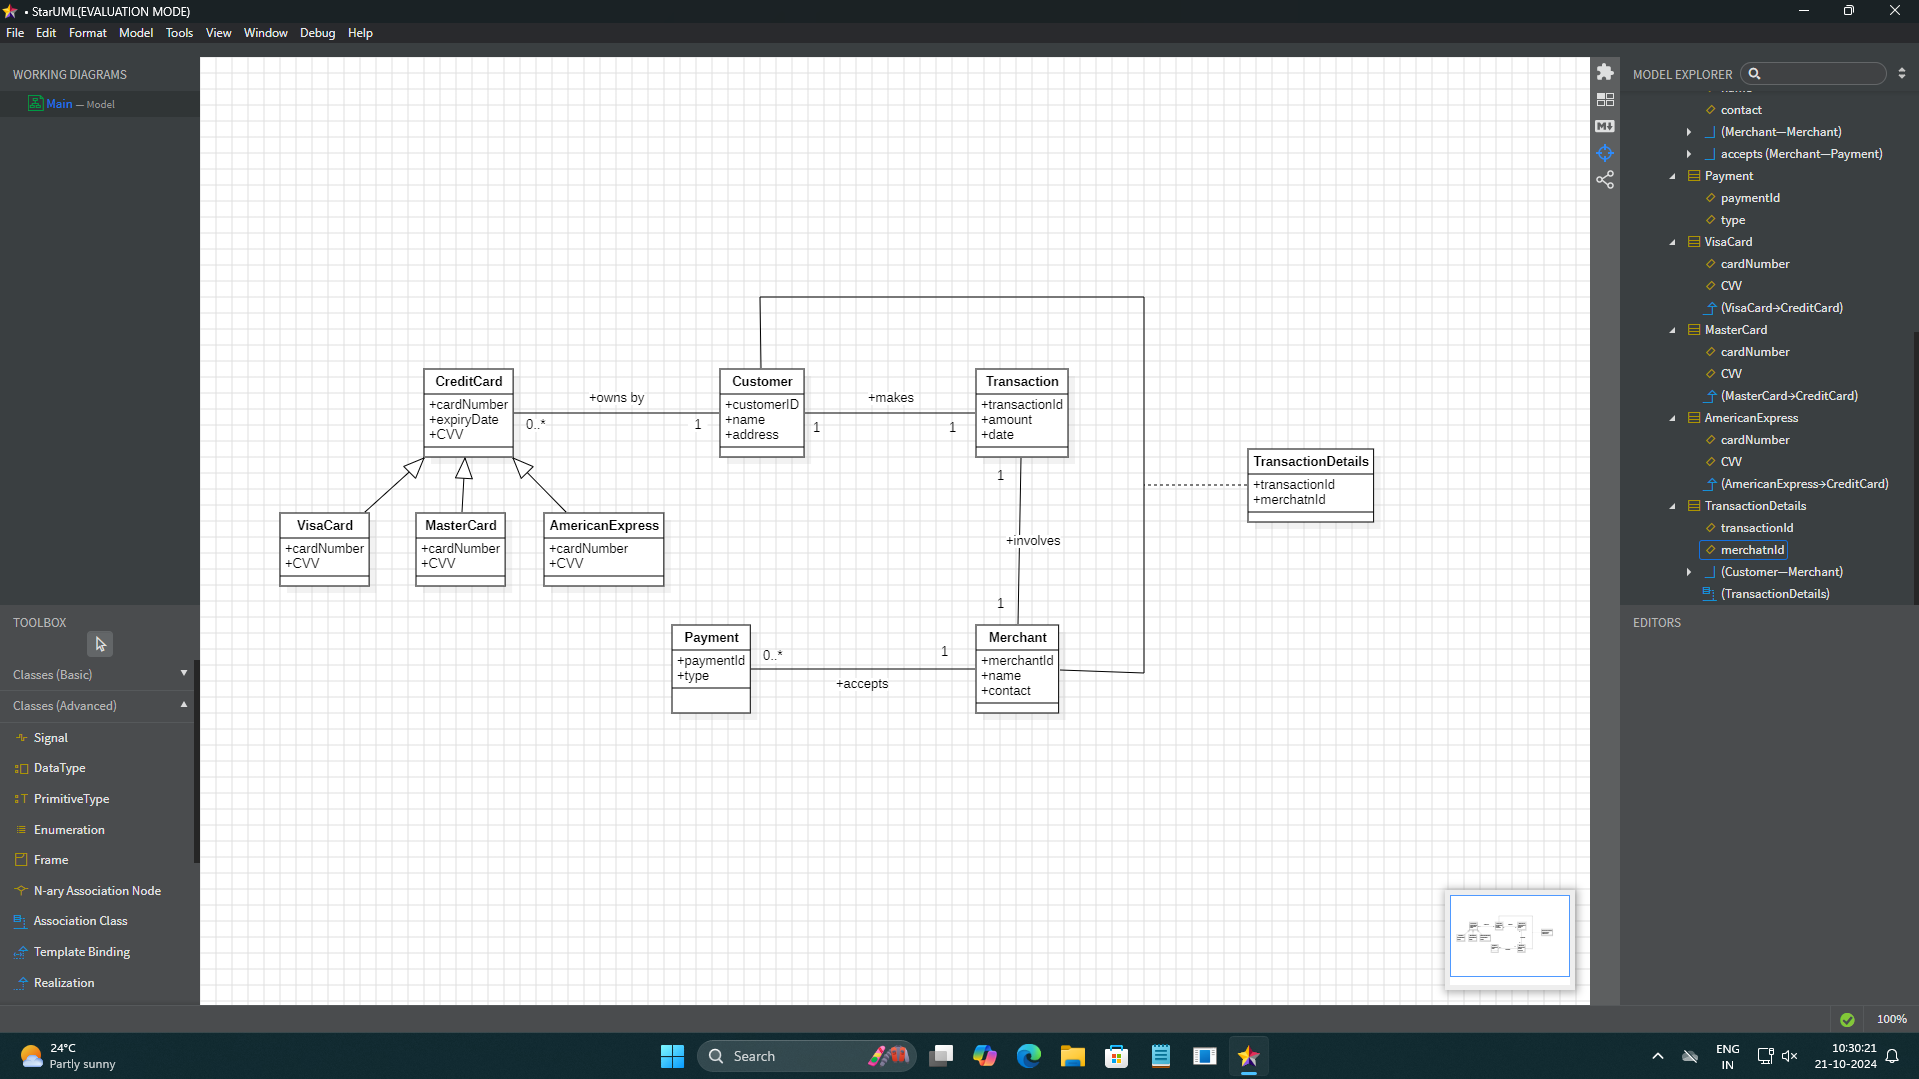 • StarUML(EVALUATION MODE)
File Edit Format Model Tools View Window Debug Help
WORKING DIAGRAMS
Main — Model
TOOLBOX
Classes (Basic)
Classes (Advanced)
Signal
DataType
PrimitiveType
Enumeration
Frame
N-ary Association Node
Association Class
Template Binding
Realization
CreditCard
+cardNumber
+expiryDate
+CVV
+owns by
0..*
1
Customer
+customerID
+name
+address
+makes
1
1
Transaction
+transactionId
+amount
+date
TransactionDetails
+transactionId
+merchatnId
VisaCard
+cardNumber
+CVV
MasterCard
+cardNumber
+CVV
AmericanExpress
+cardNumber
+CVV
1
+involves
1
Payment
+paymentId
+type
0..*
1
+accepts
Merchant
+merchantId
+name
+contact
MODEL EXPLORER
contact
(Merchant—Merchant)
accepts (Merchant—Payment)
Payment
paymentId
type
VisaCard
cardNumber
CVV
(VisaCard→CreditCard)
MasterCard
cardNumber
CVV
(MasterCard→CreditCard)
AmericanExpress
cardNumber
CVV
(AmericanExpress→CreditCard)
TransactionDetails
transactionId
merchatnId
(Customer—Merchant)
(TransactionDetails)
EDITORS
100%
24°C
Partly sunny
Search
ENG
IN
10:30:21
21-10-2024